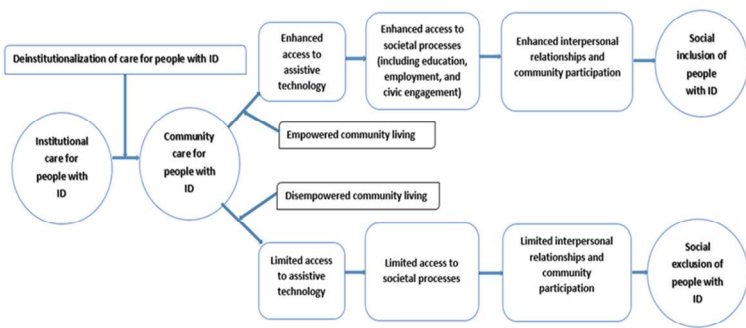 Deinstitutionalization of care for people with ID
Institutional
care for
people with
ID
Community
care for
people with
ID
Enhanced
access to
assistive
technology
Enhanced access to
societal processes
(including education,
employment, and
civic engagement)
Enhanced interpersonal
relationships and
community participation
Social
inclusion of
people
with ID
Empowered community living
Disempowered community living
Limited access
to assistive
technology
Limited access to
societal processes
Limited interpersonal
relationships and
community
participation
Social
exclusion of
people with
ID